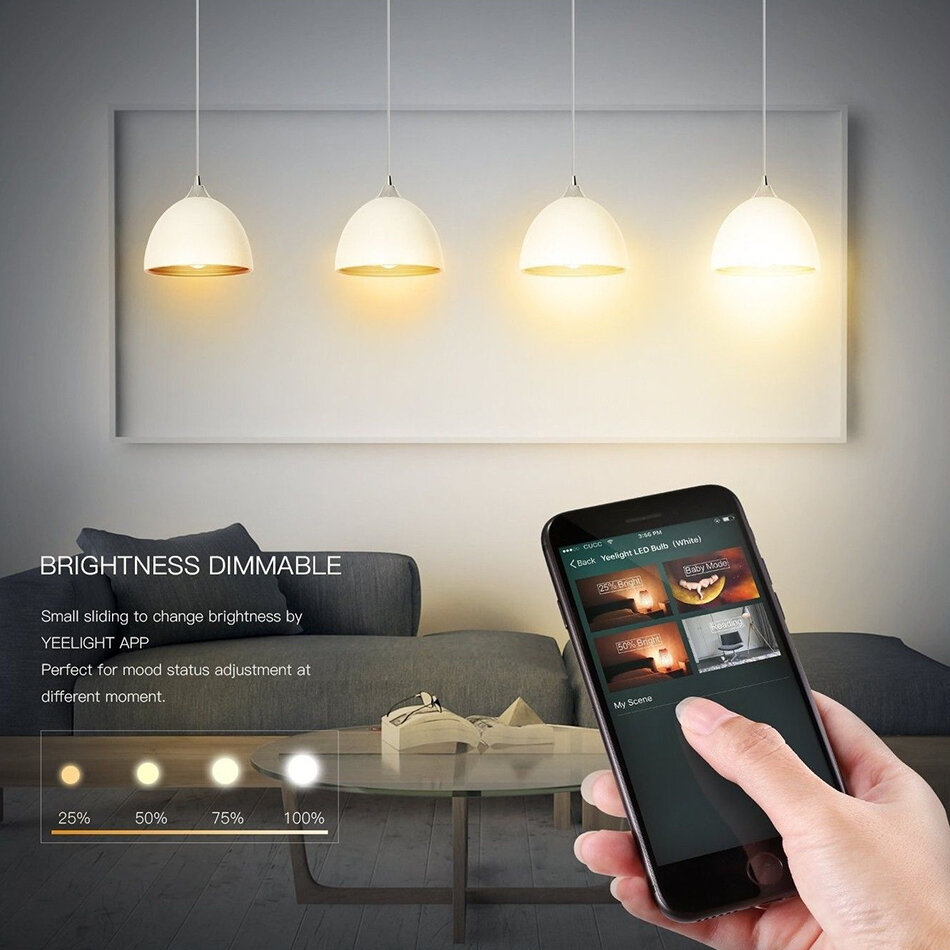 BRIGHTNESS DIMMABLE
Small sliding to change brightness by
YEELIGHT APP
Perfect for mood status adjustment at
different moment.
25% 50% 75% 100%
CUCC 3:56 PM
Back Yeelight LED Bulb (White)
25% Bright Baby Mode
50% Bright Reading
My Scene